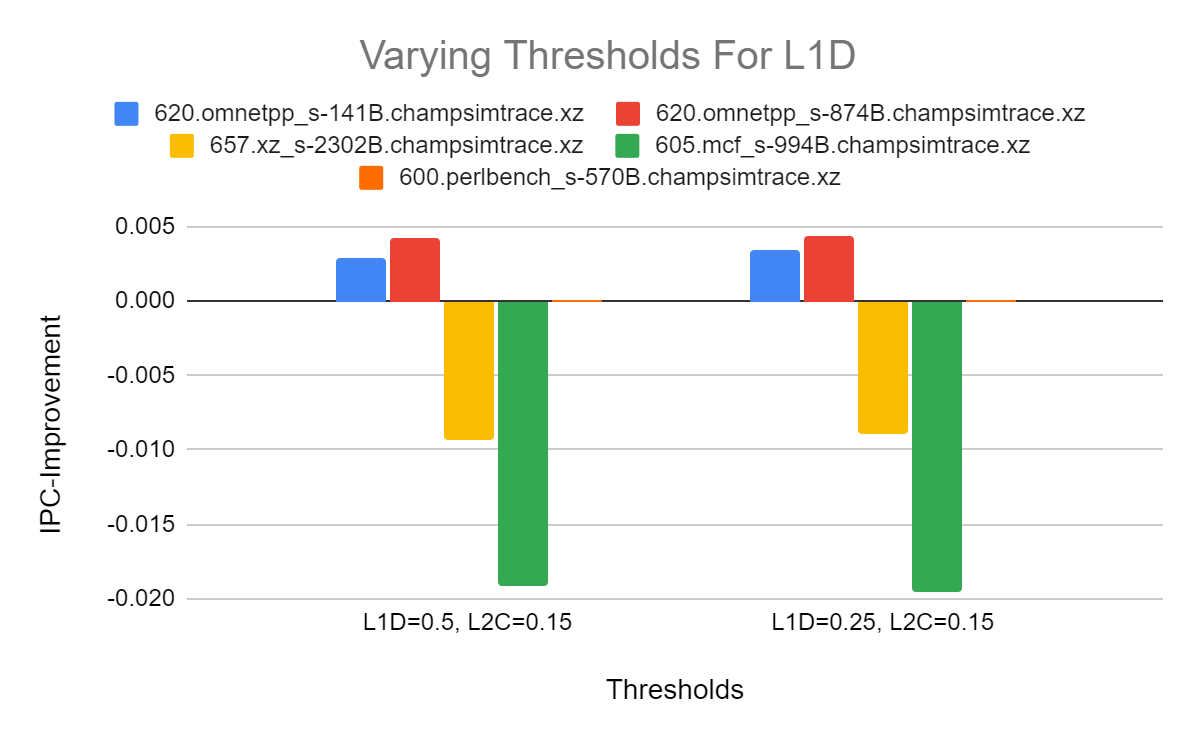 Varying Thresholds For L1D
620.omnetpp_s-141B.champsimtrace.xz 620.omnetpp_s-874B.champsimtrace.xz
657.xz_s-2302B.champsimtrace.xz 605.mcf_s-994B.champsimtrace.xz
600.perlbench_s-570B.champsimtrace.xz
0.005
0.000
-0.005
-0.010
-0.015
-0.020
IPC-Improvement
L1D=0.5, L2C=0.15 L1D=0.25, L2C=0.15
Thresholds